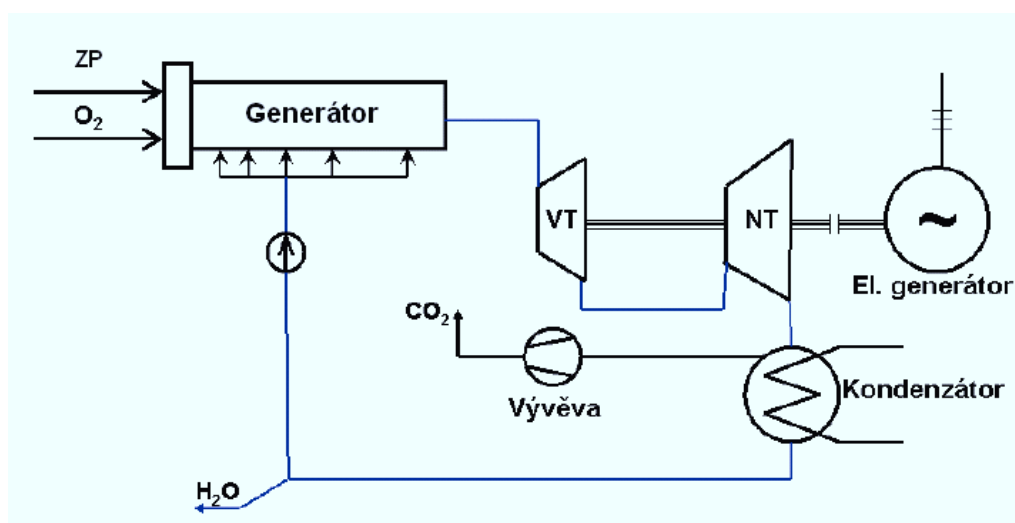 ZP
O₂
Generátor
VT
NT
~
El. generátor
CO₂
Vývěva
Kondenzátor
H₂O